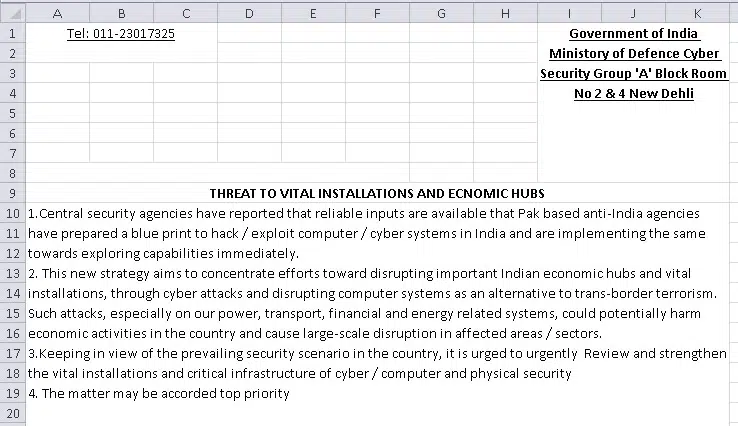 A B C D E F G H I J K
1 Tel: 011-23017325 Government of India
2 Ministory of Defence Cyber
3 Security Group 'A' Block Room
4 No 2 & 4 New Dehli
5
6
7
8
9 THREAT TO VITAL INSTALLATIONS AND ECNOMIC HUBS
10 1.Central security agencies have reported that reliable inputs are available that Pak based anti-India agencies
11 have prepared a blue print to hack / exploit computer / cyber systems in India and are implementing the same
12 towards exploring capabilities immediately.
13 2. This new strategy aims to concentrate efforts toward disrupting important Indian economic hubs and vital
14 installations, through cyber attacks and disrupting computer systems as an alternative to trans-border terrorism.
15 Such attacks, especially on our power, transport, financial and energy related systems, could potentially harm
16 economic activities in the country and cause large-scale disruption in affected areas / sectors.
17 3.Keeping in view of the prevailing security scenario in the country, it is urged to urgently Review and strengthen
18 the vital installations and critical infrastructure of cyber / computer and physical security
19 4. The matter may be accorded top priority
20